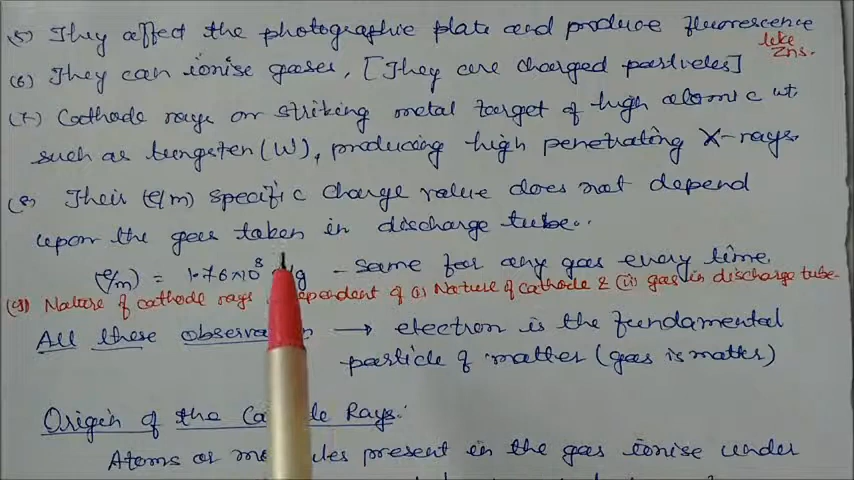 (5) They affect the photographic plate and produce fluorescence like ZnS.
(6) They can ionise gases, [They are charged particles]
(7) Cathode rays on striking metal target of high atomic wt
such as tungsten (W), producing high penetrating X-rays.
(8) Their (e/m) specific charge value does not depend
upon the gas taken in discharge tube.
(e/m) = 1.76×10⁸ /g - same for any gas every time.
(9) Nature of cathode rays independent of (i) Nature of cathode & (ii) gas in discharge tube.
All these → electron is the fundamental
particle of matter (gas is matter)
Origin of the Rays.
Atoms or present in the gas ionise under